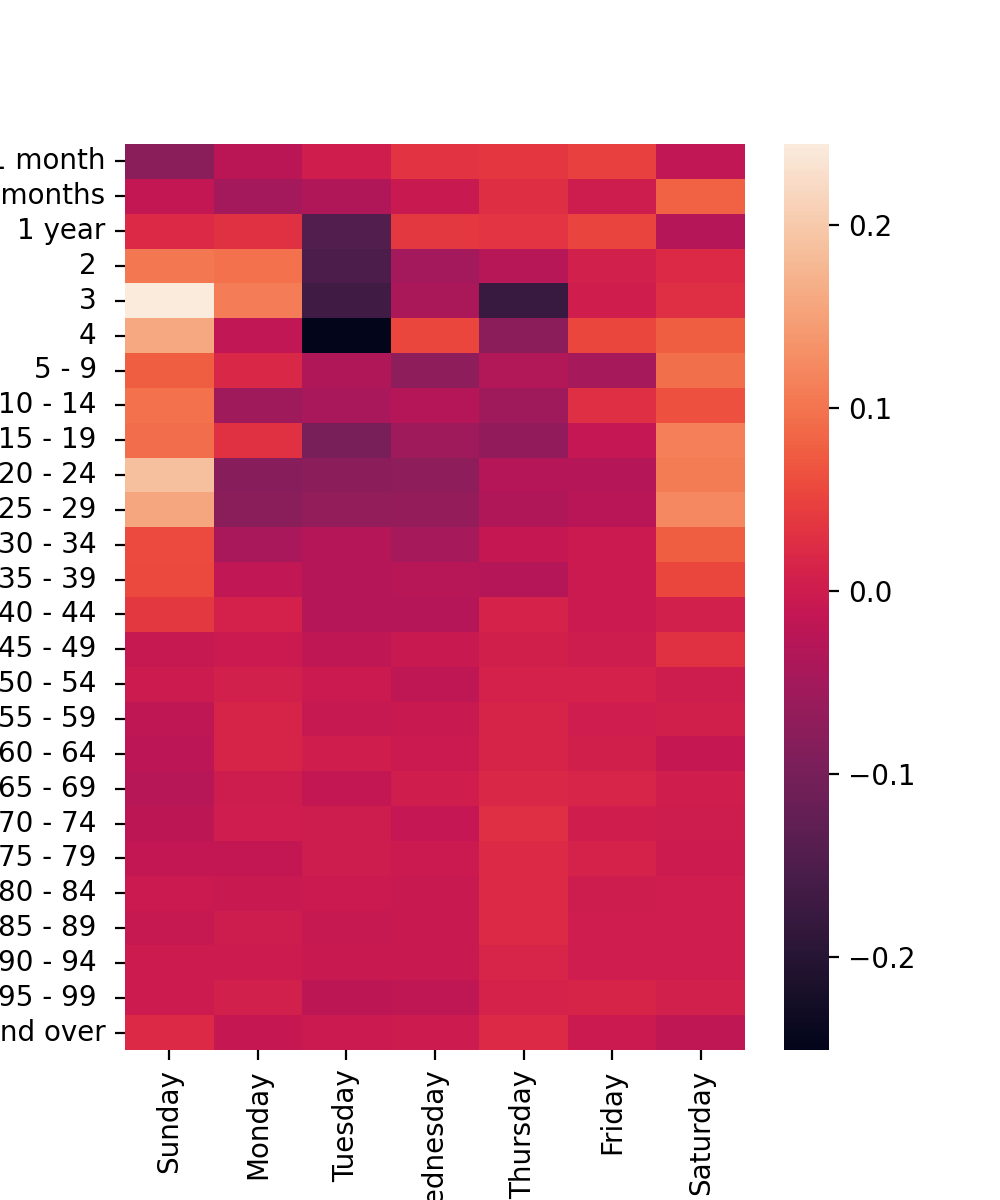 1 month
months
1 year
2
3
4
5 - 9
10 - 14
15 - 19
20 - 24
25 - 29
30 - 34
35 - 39
40 - 44
45 - 49
50 - 54
55 - 59
60 - 64
65 - 69
70 - 74
75 - 79
80 - 84
85 - 89
90 - 94
95 - 99
nd over
Sunday
Monday
Tuesday
ednesday
Thursday
Friday
Saturday
0.2
0.1
0.0
−0.1
−0.2